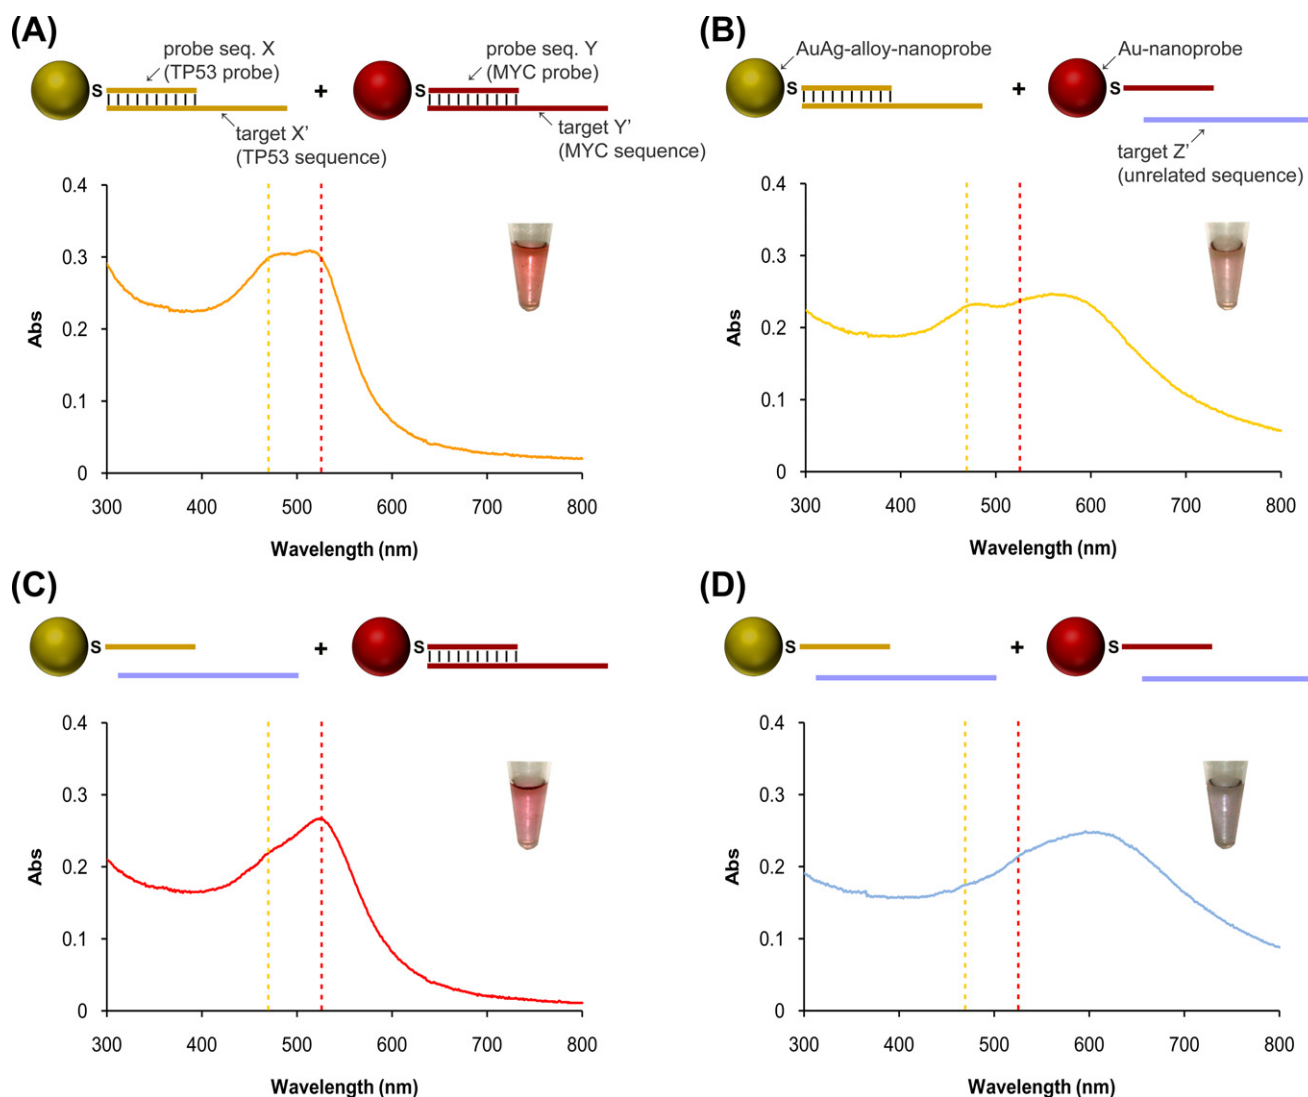 (A)
probe seq. X
(TP53 probe)
S
+
probe seq. Y
(MYC probe)
S
target X'
(TP53 sequence)
target Y'
(MYC sequence)
0.4
0.3
0.2
0.1
0
Abs
300 400 500 600 700 800
Wavelength (nm)
(B)
AuAg-alloy-nanoprobe
S
+
Au-nanoprobe
S
target Z'
(unrelated sequence)
0.4
0.3
0.2
0.1
0
Abs
300 400 500 600 700 800
Wavelength (nm)
(C)
S
+
S
0.4
0.3
0.2
0.1
0
Abs
300 400 500 600 700 800
Wavelength (nm)
(D)
S
+
S
0.4
0.3
0.2
0.1
0
Abs
300 400 500 600 700 800
Wavelength (nm)